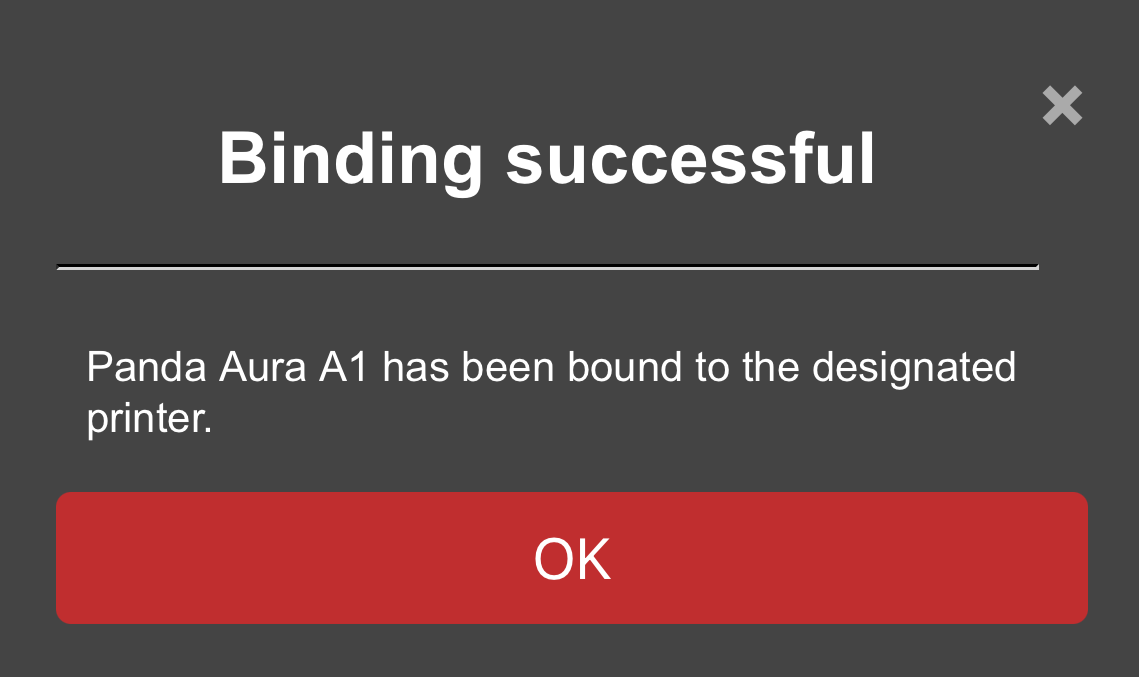 Binding successful
Panda Aura A1 has been bound to the designated
printer.
OK